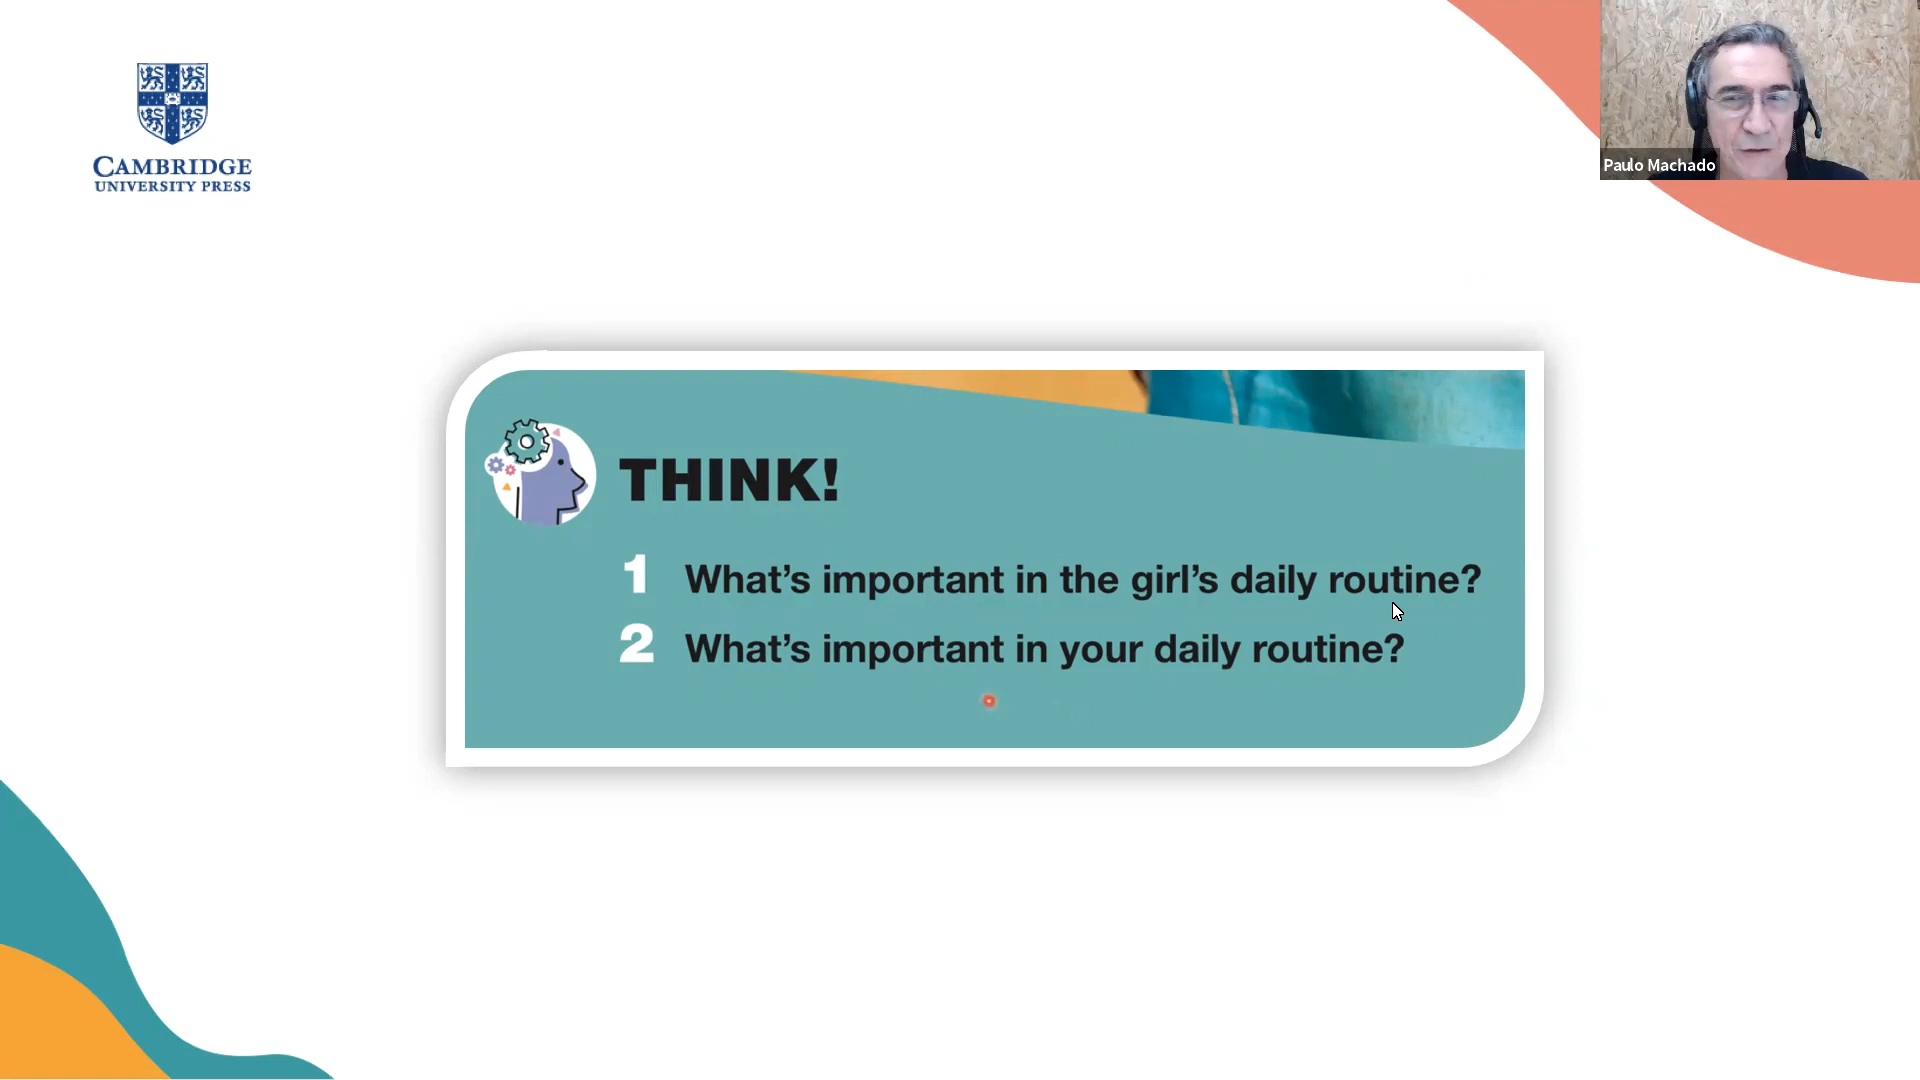 CAMBRIDGE
UNIVERSITY PRESS
Paulo Machado
THINK!
1 What's important in the girl's daily routine?
2 What's important in your daily routine?